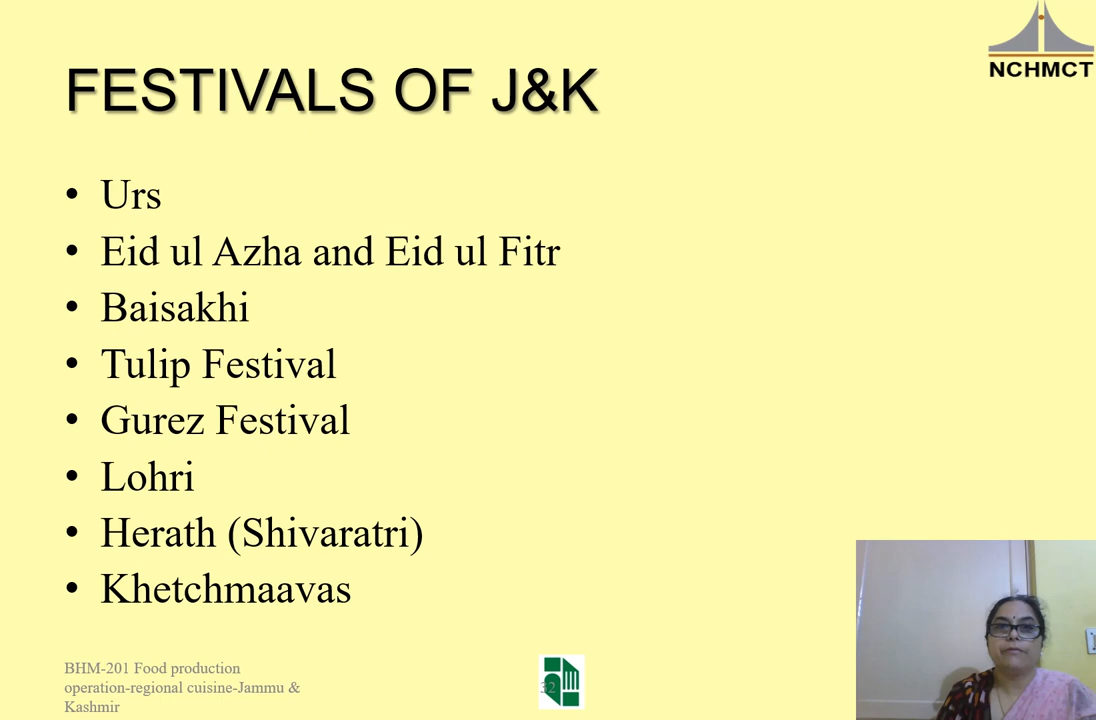 NCHMCT
FESTIVALS OF J&K
• Urs
• Eid ul Azha and Eid ul Fitr
• Baisakhi
• Tulip Festival
• Gurez Festival
• Lohri
• Herath (Shivaratri)
• Khetchmaavas
BHM-201 Food production
operation-regional cuisine-Jammu &
Kashmir
32